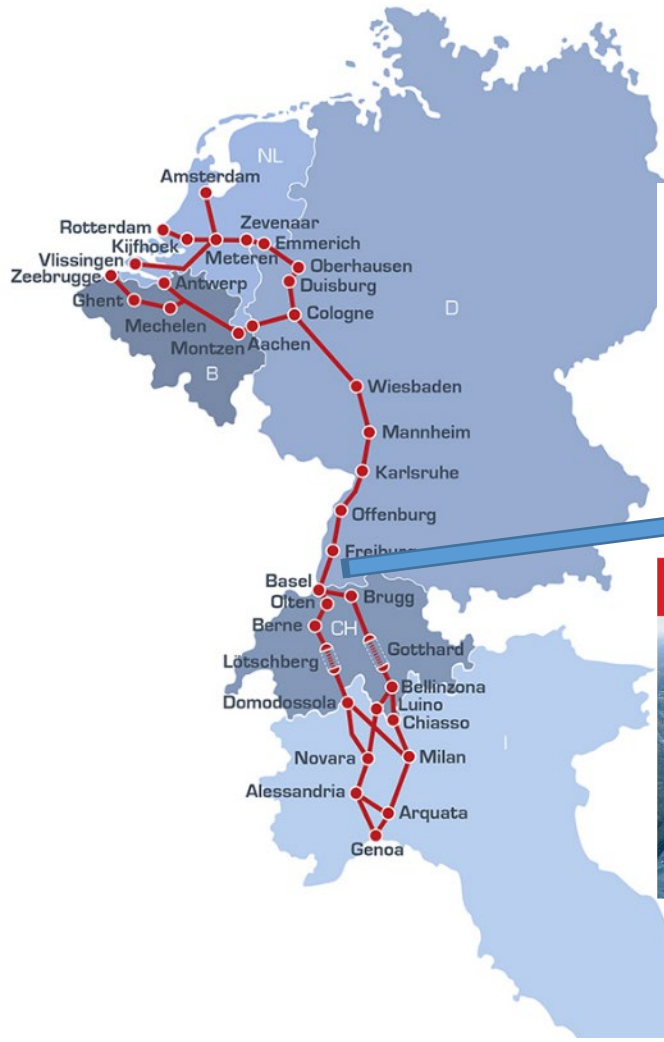 NL
Amsterdam
Rotterdam
Zevenaar
Kijfhoek
Emmerich
Vlissingen
Meteren
Zeebrugge
Oberhausen
Antwerp
Duisburg
Ghent
Cologne
D
Mechelen
Aachen
Montzen
B
Wiesbaden
Mannheim
Karlsruhe
Offenburg
Freiburg
Basel
Brugg
Olten
Berne
CH
Gotthard
Lötschberg
Bellinzona
Domodossola
Luino
Chiasso
I
Novara
Milan
Alessandria
Arquata
Genoa